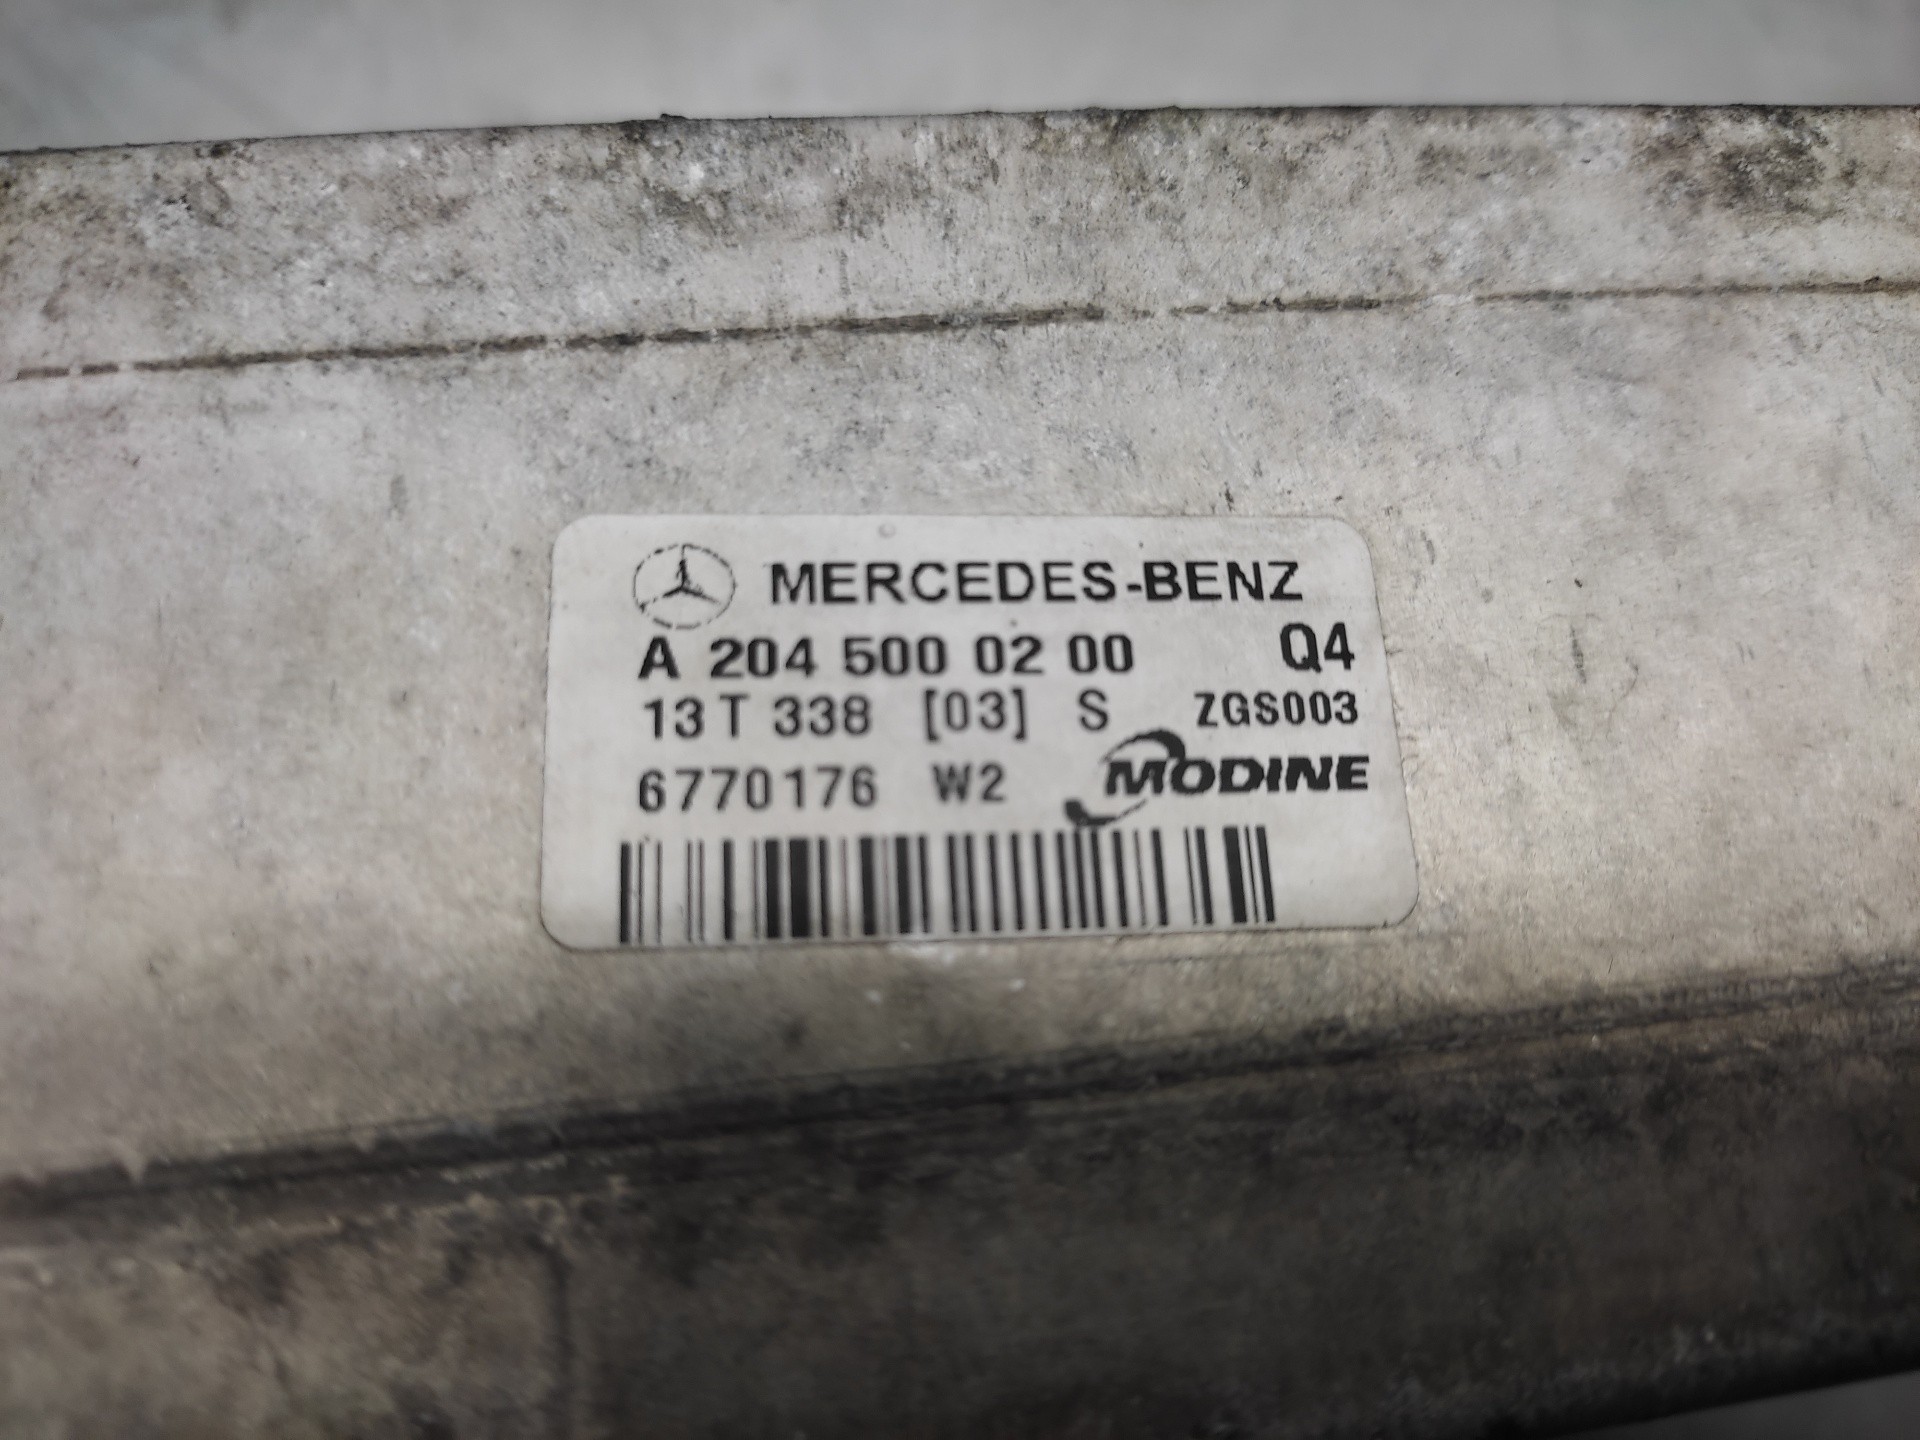 MERCEDES-BENZ
A 204 500 02 00 Q4
13 T 338 [03] S ZGS003
6770176 W2 MODINE